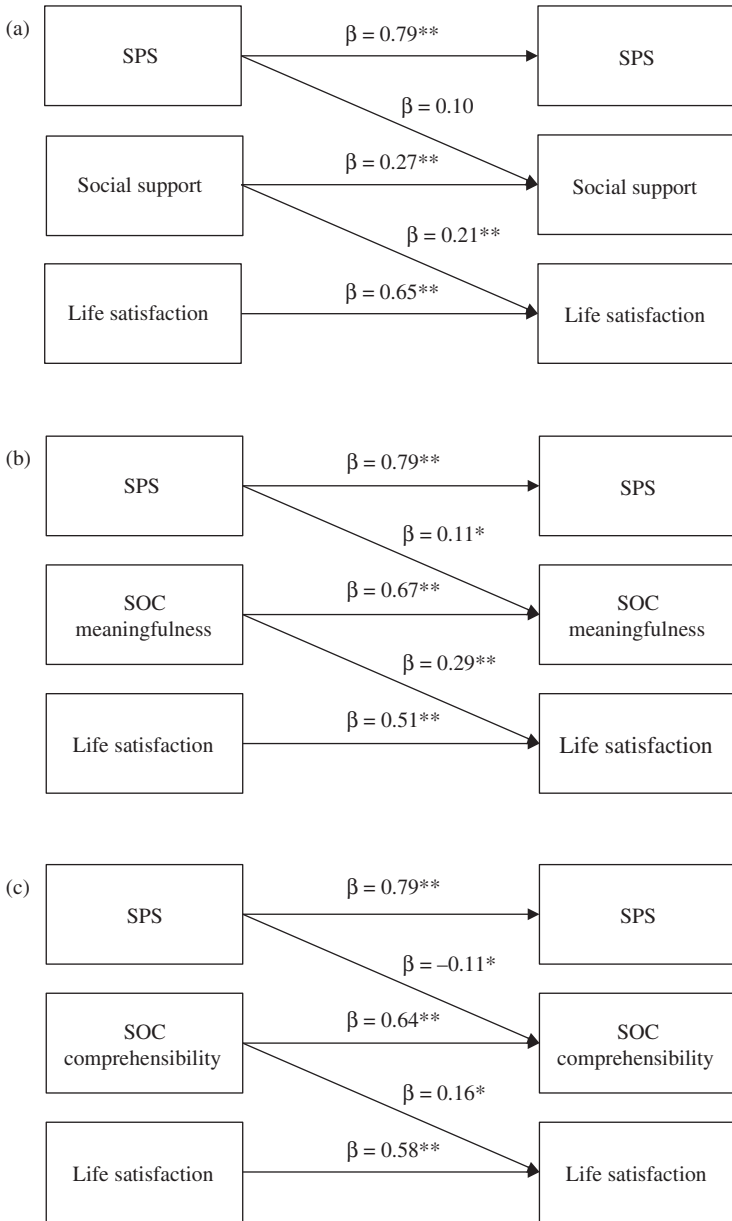 (a)
SPS
β = 0.79**
SPS
β = 0.10
Social support
β = 0.27**
Social support
β = 0.21**
Life satisfaction
β = 0.65**
Life satisfaction
(b)
SPS
β = 0.79**
SPS
β = 0.11*
SOC
meaningfulness
β = 0.67**
SOC
meaningfulness
β = 0.29**
Life satisfaction
β = 0.51**
Life satisfaction
(c)
SPS
β = 0.79**
SPS
β = –0.11*
SOC
comprehensibility
β = 0.64**
SOC
comprehensibility
β = 0.16*
Life satisfaction
β = 0.58**
Life satisfaction